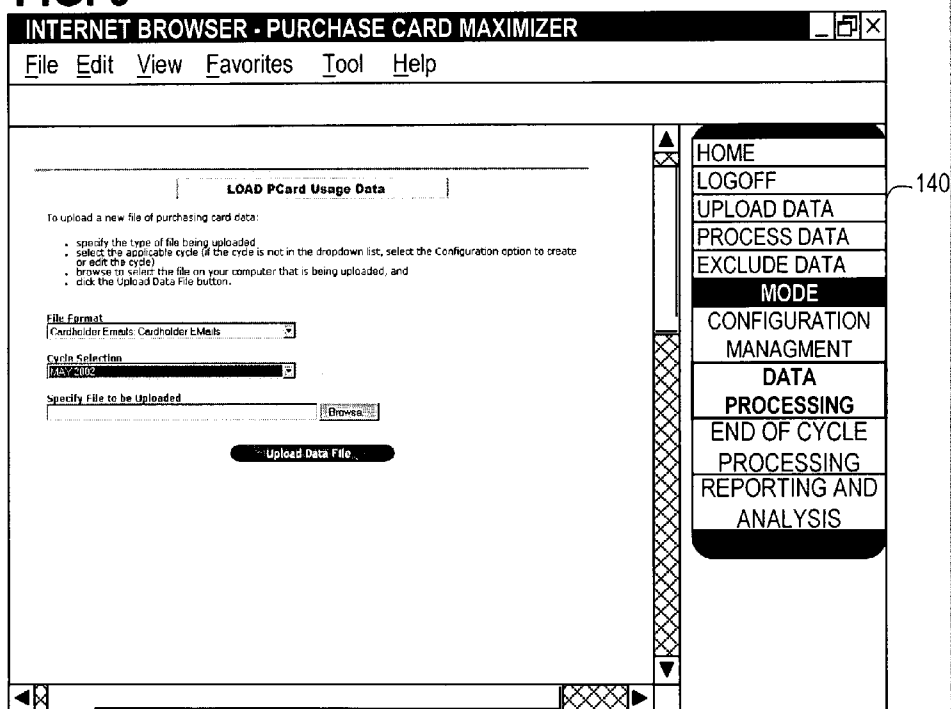 INTERNET BROWSER - PURCHASE CARD MAXIMIZER
File Edit View Favorites Tool Help
LOAD PCard Usage Data
To upload a new file of purchasing card data:
• specify the type of file being uploaded
• select the applicable cycle (if the cycle is not in the dropdown list, select the Configuration option to create
or edit the cycle)
• browse to select the file on your computer that is being uploaded, and
• click the Upload Data File button.
File Format
Cardholder Emails: Cardholder EMails
Cycle Selection
MAY 2002
Specify File to be Uploaded
Browse...
Upload Data File
HOME
LOGOFF
UPLOAD DATA
PROCESS DATA
EXCLUDE DATA
MODE
CONFIGURATION
MANAGMENT
DATA
PROCESSING
END OF CYCLE
PROCESSING
REPORTING AND
ANALYSIS
140